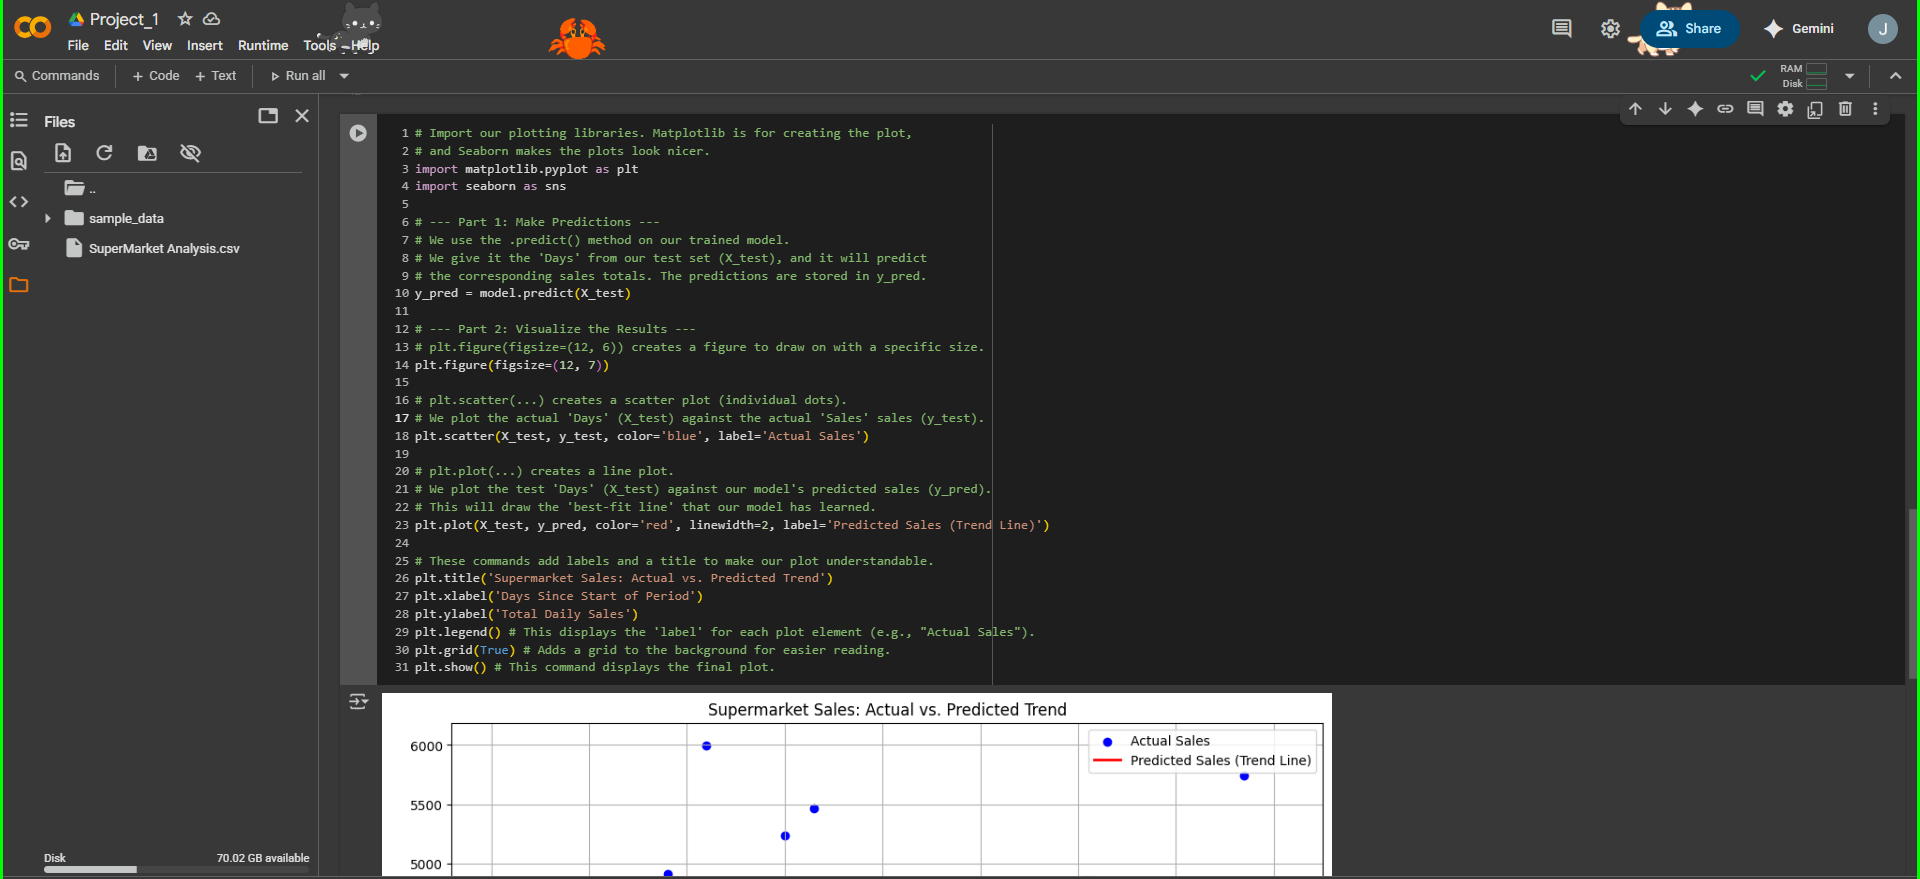 Project_1
File Edit View Insert Runtime Tools Help
Share
Gemini
J
Commands + Code + Text Run all
RAM
Disk
Files
..
sample_data
SuperMarket Analysis.csv
Disk 70.02 GB available
1 # Import our plotting libraries. Matplotlib is for creating the plot,
2 # and Seaborn makes the plots look nicer.
3 import matplotlib.pyplot as plt
4 import seaborn as sns
5
6 # --- Part 1: Make Predictions ---
7 # We use the .predict() method on our trained model.
8 # We give it the 'Days' from our test set (X_test), and it will predict
9 # the corresponding sales totals. The predictions are stored in y_pred.
10 y_pred = model.predict(X_test)
11
12 # --- Part 2: Visualize the Results ---
13 # plt.figure(figsize=(12, 6)) creates a figure to draw on with a specific size.
14 plt.figure(figsize=(12, 7))
15
16 # plt.scatter(...) creates a scatter plot (individual dots).
17 # We plot the actual 'Days' (X_test) against the actual 'Sales' sales (y_test).
18 plt.scatter(X_test, y_test, color='blue', label='Actual Sales')
19
20 # plt.plot(...) creates a line plot.
21 # We plot the test 'Days' (X_test) against our model's predicted sales (y_pred).
22 # This will draw the 'best-fit line' that our model has learned.
23 plt.plot(X_test, y_pred, color='red', linewidth=2, label='Predicted Sales (Trend Line)')
24
25 # These commands add labels and a title to make our plot understandable.
26 plt.title('Supermarket Sales: Actual vs. Predicted Trend')
27 plt.xlabel('Days Since Start of Period')
28 plt.ylabel('Total Daily Sales')
29 plt.legend() # This displays the 'label' for each plot element (e.g., "Actual Sales").
30 plt.grid(True) # Adds a grid to the background for easier reading.
31 plt.show() # This command displays the final plot.
Supermarket Sales: Actual vs. Predicted Trend
6000
5500
5000
Actual Sales
Predicted Sales (Trend Line)